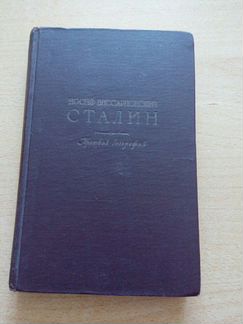 ИОСИФ ВИССАРИОНОВИЧ
СТАЛИН
Краткая биография